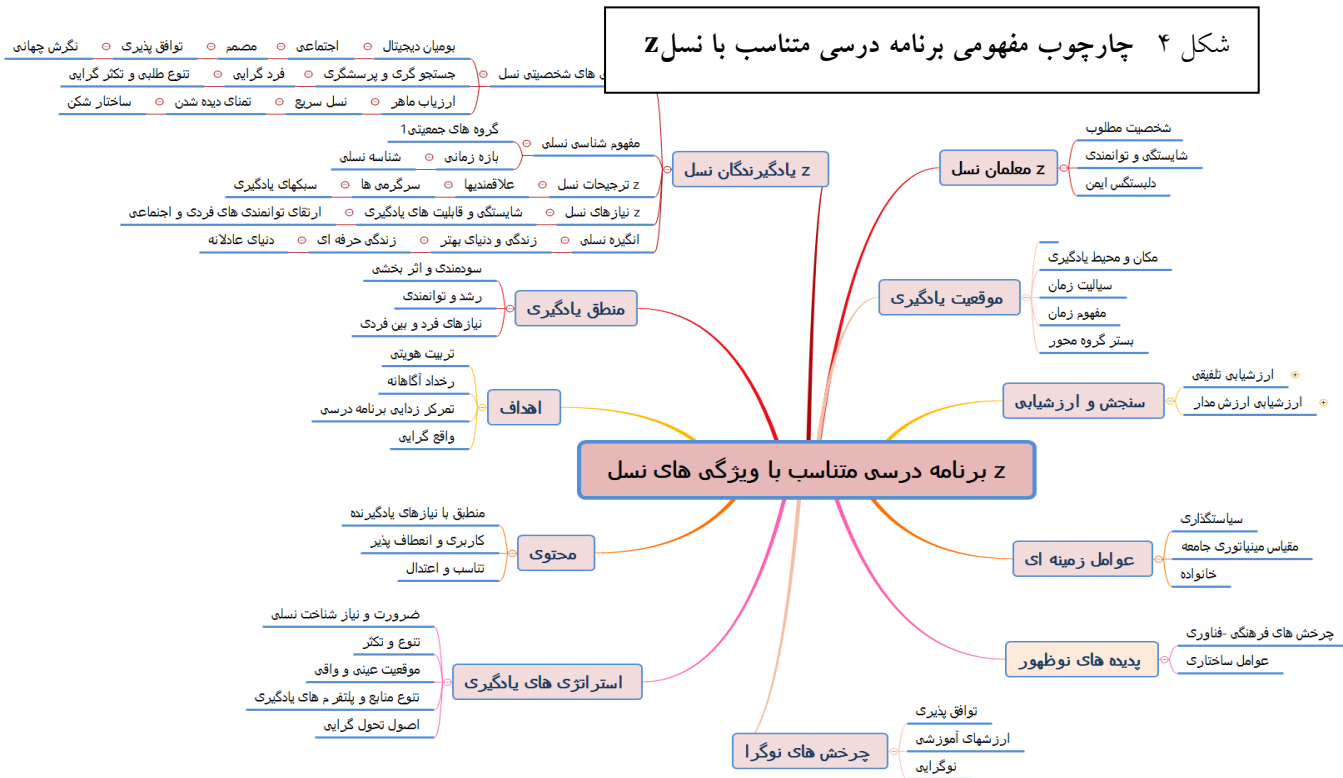 شکل ۴ چارچوب مفهومی برنامه درسی متناسب با نسلz
z برنامه درسی متناسب با ویژگی های نسل
z معلمان نسل
شخصیت مطلوب
شایستگی و توانمندی
دلبستگس ایمن
موقعیت یادگیری
مکان و محیط یادگیری
سیالیت زمان
مفهوم زمان
بستر گروه محور
سنجش و ارزشیابی
ارزشیابی تلفیقی
ارزشیابی ارزش مدار
عوامل زمینه ای
سیاستگذاری
مقیاس مینیاتوری جامعه
خانواده
پدیده های نوظهور
چرخش های فرهنگی -فناوری
عوامل ساختاری
چرخش های نوگرا
توافق پذیری
ارزشهای آموزشی
نوگرایی
z یادگیرندگان نسل
های شخصیتی نسل
بومیان دیجیتال اجتماعی مصمم توافق پذیری نگرش چهانی
جستجو گری و پرسشگری فرد گرایی تنوع طلبی و تکثر گرایی
ارزیاب ماهر نسل سریع تمنای دیده شدن ساختار شکن
مفهوم شناسی نسلی
گروه های جمعیتی1
بازه زمانی شناسه نسلی
z ترجیحات نسل علاقمندیها سرگرمی ها سبکهای یادگیری
z نیازهای نسل شایستگی و قابلیت های یادگیری ارتقای توانمندی های فردی و اجتماعی
انگیزه نسلی زندگی و دنیای بهتر زندگی حرفه ای دنیای عادلانه
منطق یادگیری
سودمندی و اثر بخشی
رشد و توانمندی
نیازهای فرد و بین فردی
اهداف
تربیت هویتی
رخداد آگاهانه
تمرکز زدایی برنامه درسی
واقع گرایی
محتوی
منطبق با نیازهای یادگیرنده
کاربری و انعطاف پذیر
تناسب و اعتدال
استراتژی های یادگیری
ضرورت و نیاز شناخت نسلی
تنوع و تکثر
موقعیت عینی و واقی
تنوع منابع و پلتفر م های یادگیری
اصول تحول گرایی